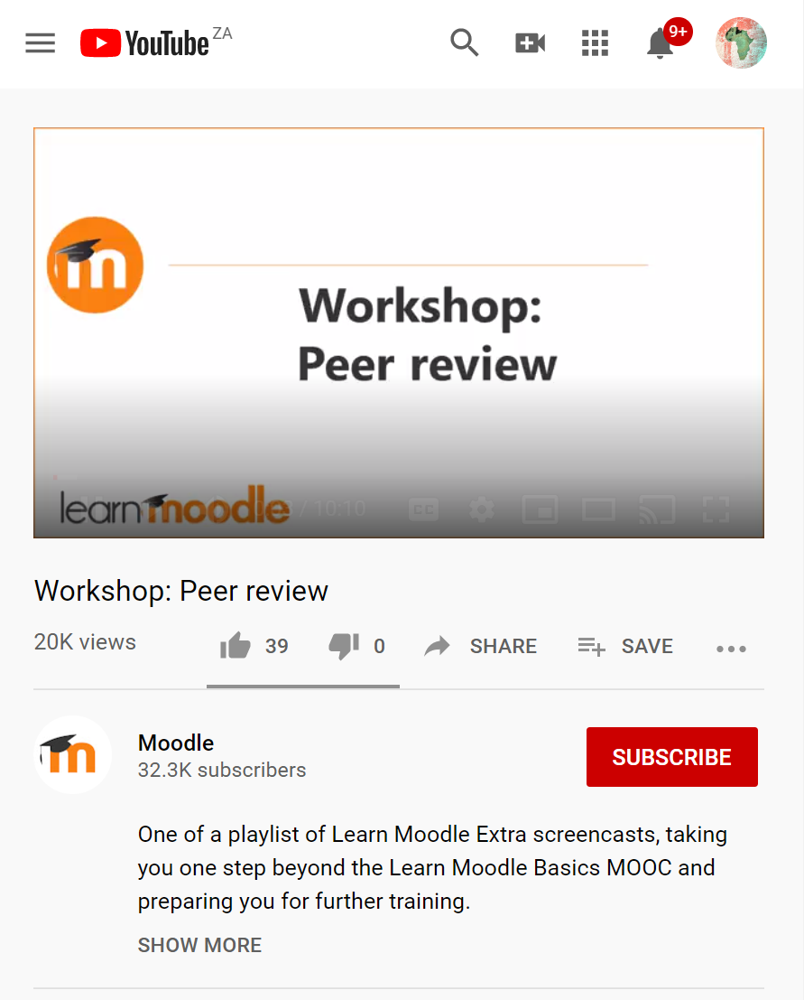 YouTube ZA
9+
Workshop:
Peer review
learnmoodle
/ 10:10
CC
Workshop: Peer review
20K views
39
0
SHARE
SAVE
Moodle
32.3K subscribers
SUBSCRIBE
One of a playlist of Learn Moodle Extra screencasts, taking
you one step beyond the Learn Moodle Basics MOOC and
preparing you for further training.
SHOW MORE